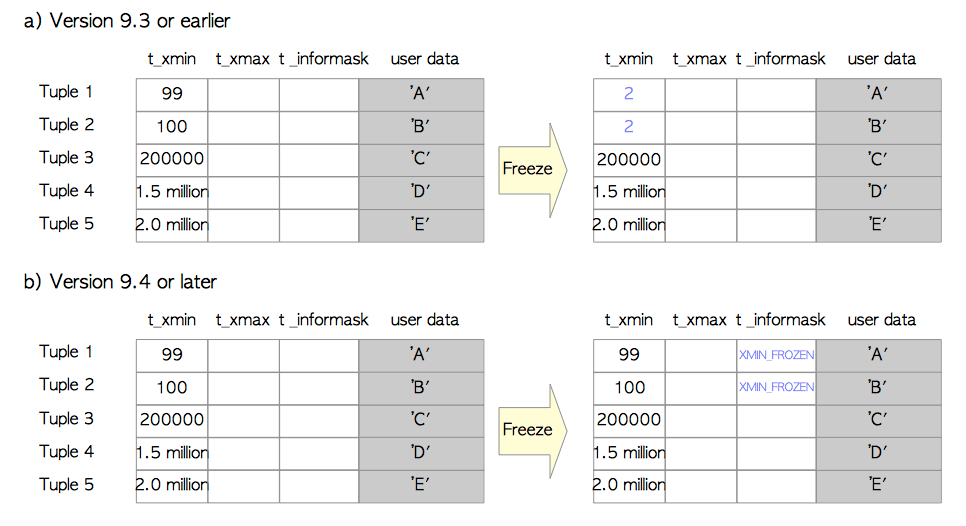 a) Version 9.3 or earlier
t_xmin t_xmax t_informask user data t_xmin t_xmax t_informask user data
Tuple 1 99 'A' 2 'A'
Tuple 2 100 'B' 2 'B'
Tuple 3 200000 'C' 200000 'C'
Freeze
Tuple 4 1.5 million 'D' 1.5 million 'D'
Tuple 5 2.0 million 'E' 2.0 million 'E'
b) Version 9.4 or later
t_xmin t_xmax t_informask user data t_xmin t_xmax t_informask user data
Tuple 1 99 'A' 99 XMIN_FROZEN 'A'
Tuple 2 100 'B' 100 XMIN_FROZEN 'B'
Tuple 3 200000 'C' 200000 'C'
Freeze
Tuple 4 1.5 million 'D' 1.5 million 'D'
Tuple 5 2.0 million 'E' 2.0 million 'E'